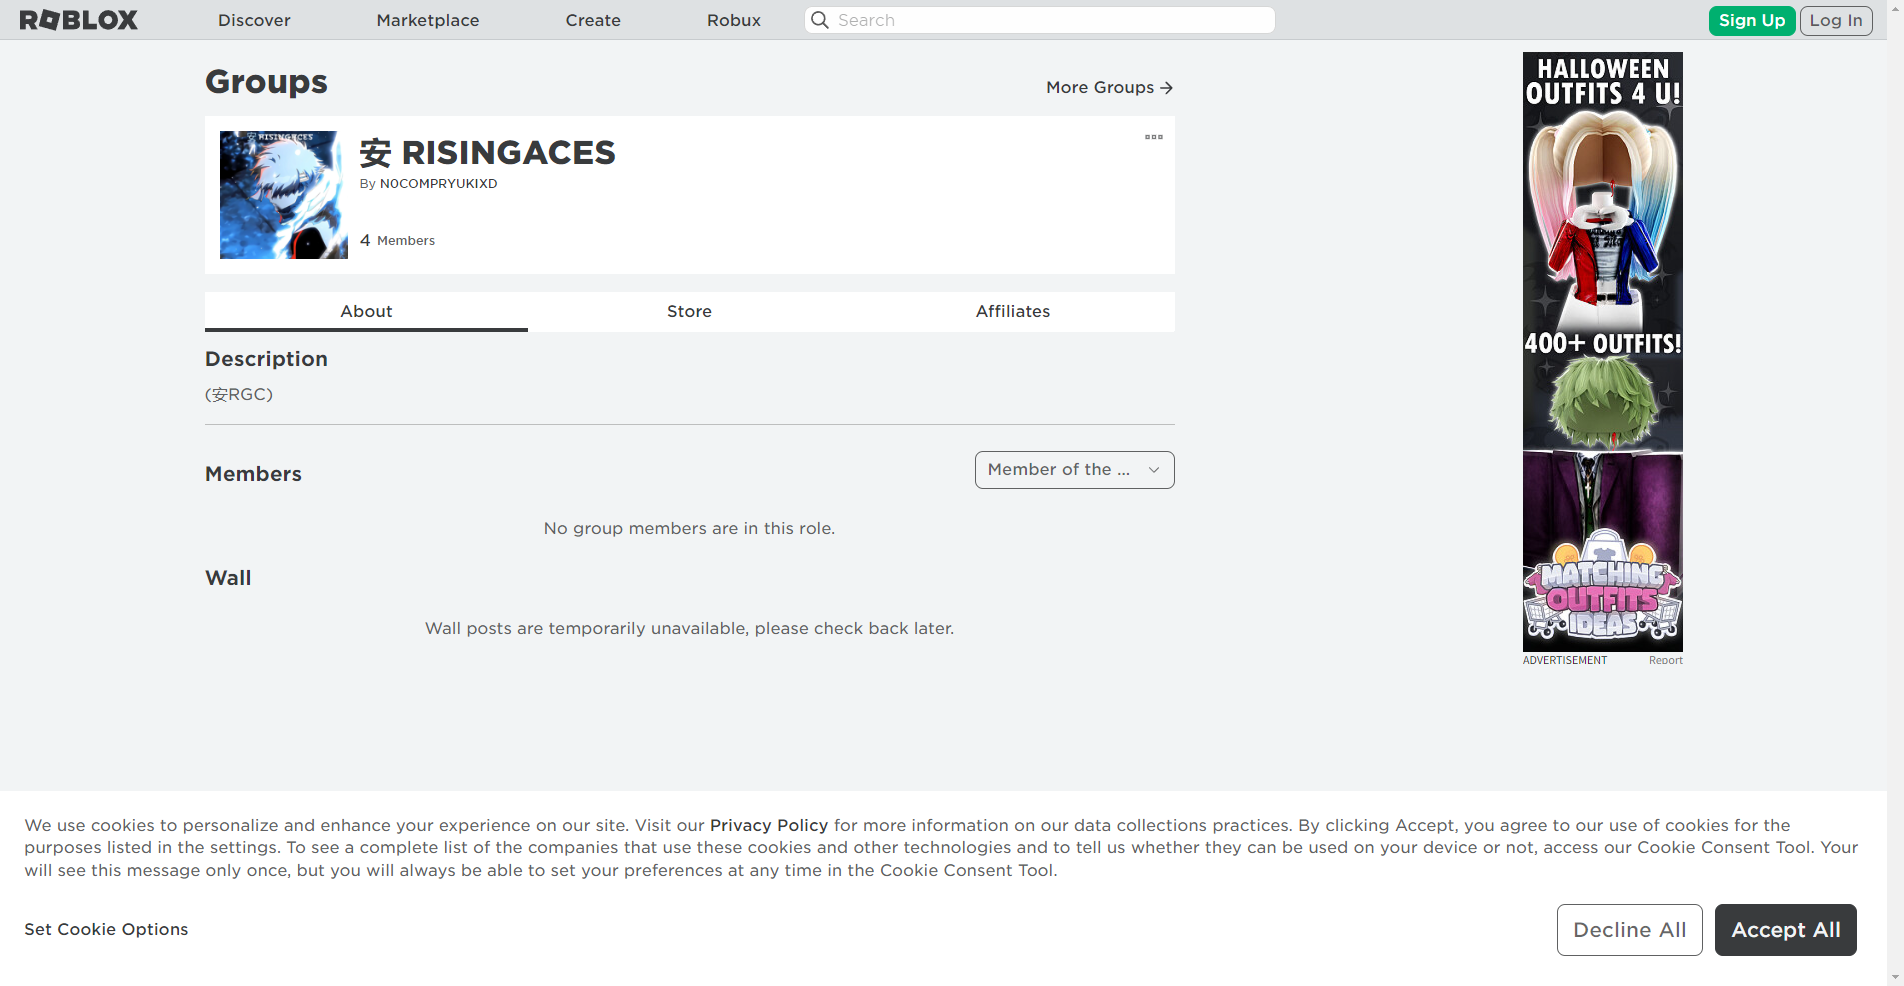 ROBLOX
Discover
Marketplace
Create
Robux
Search
Sign Up
Log In
Groups
More Groups
RISINGACES
安 RISINGACES
By N0COMPRYUKIXD
4 Members
About
Store
Affiliates
Description
(安RGC)
Members
Member of the ...
No group members are in this role.
Wall
Wall posts are temporarily unavailable, please check back later.
HALLOWEEN
OUTFITS 4 U!
400+ OUTFITS!
MATCHING
OUTFITS
IDEAS
ADVERTISEMENT
Report
We use cookies to personalize and enhance your experience on our site. Visit our Privacy Policy for more information on our data collections practices. By clicking Accept, you agree to our use of cookies for the
purposes listed in the settings. To see a complete list of the companies that use these cookies and other technologies and to tell us whether they can be used on your device or not, access our Cookie Consent Tool. Your
will see this message only once, but you will always be able to set your preferences at any time in the Cookie Consent Tool.
Set Cookie Options
Decline All
Accept All